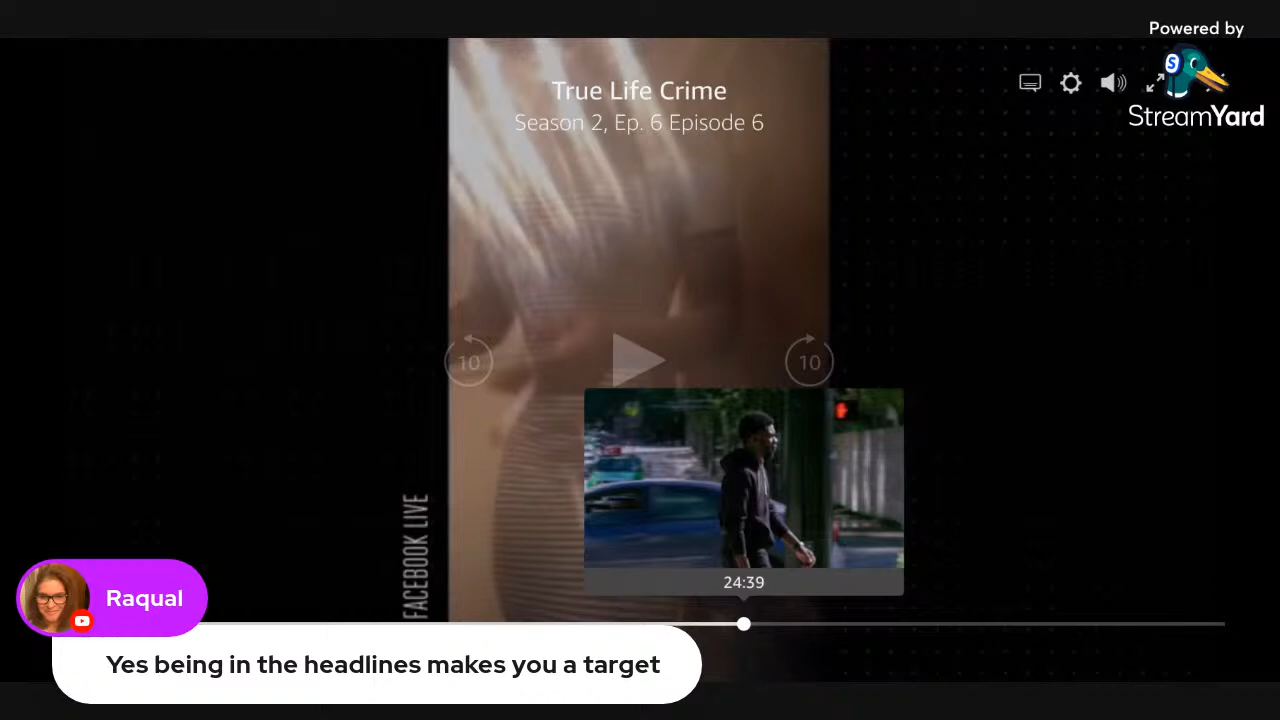 Powered by
StreamYard
True Life Crime
Season 2, Ep. 6 Episode 6
10
10
FACEBOOK LIVE
24:39
Raqual
Yes being in the headlines makes you a target